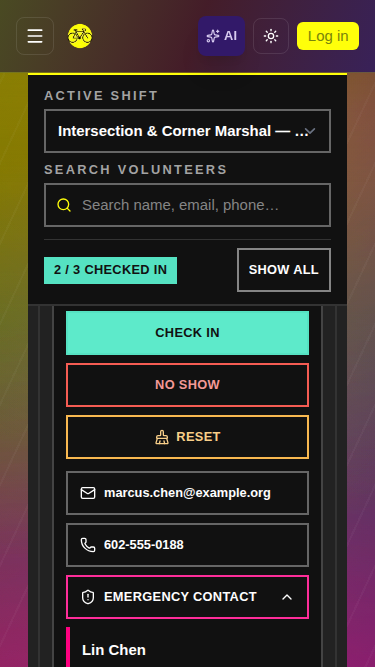 AI
Log in
ACTIVE SHIFT
Intersection & Corner Marshal — …
SEARCH VOLUNTEERS
Search name, email, phone…
2 / 3 CHECKED IN
SHOW ALL
CHECK IN
NO SHOW
RESET
marcus.chen@example.org
602-555-0188
EMERGENCY CONTACT
Lin Chen